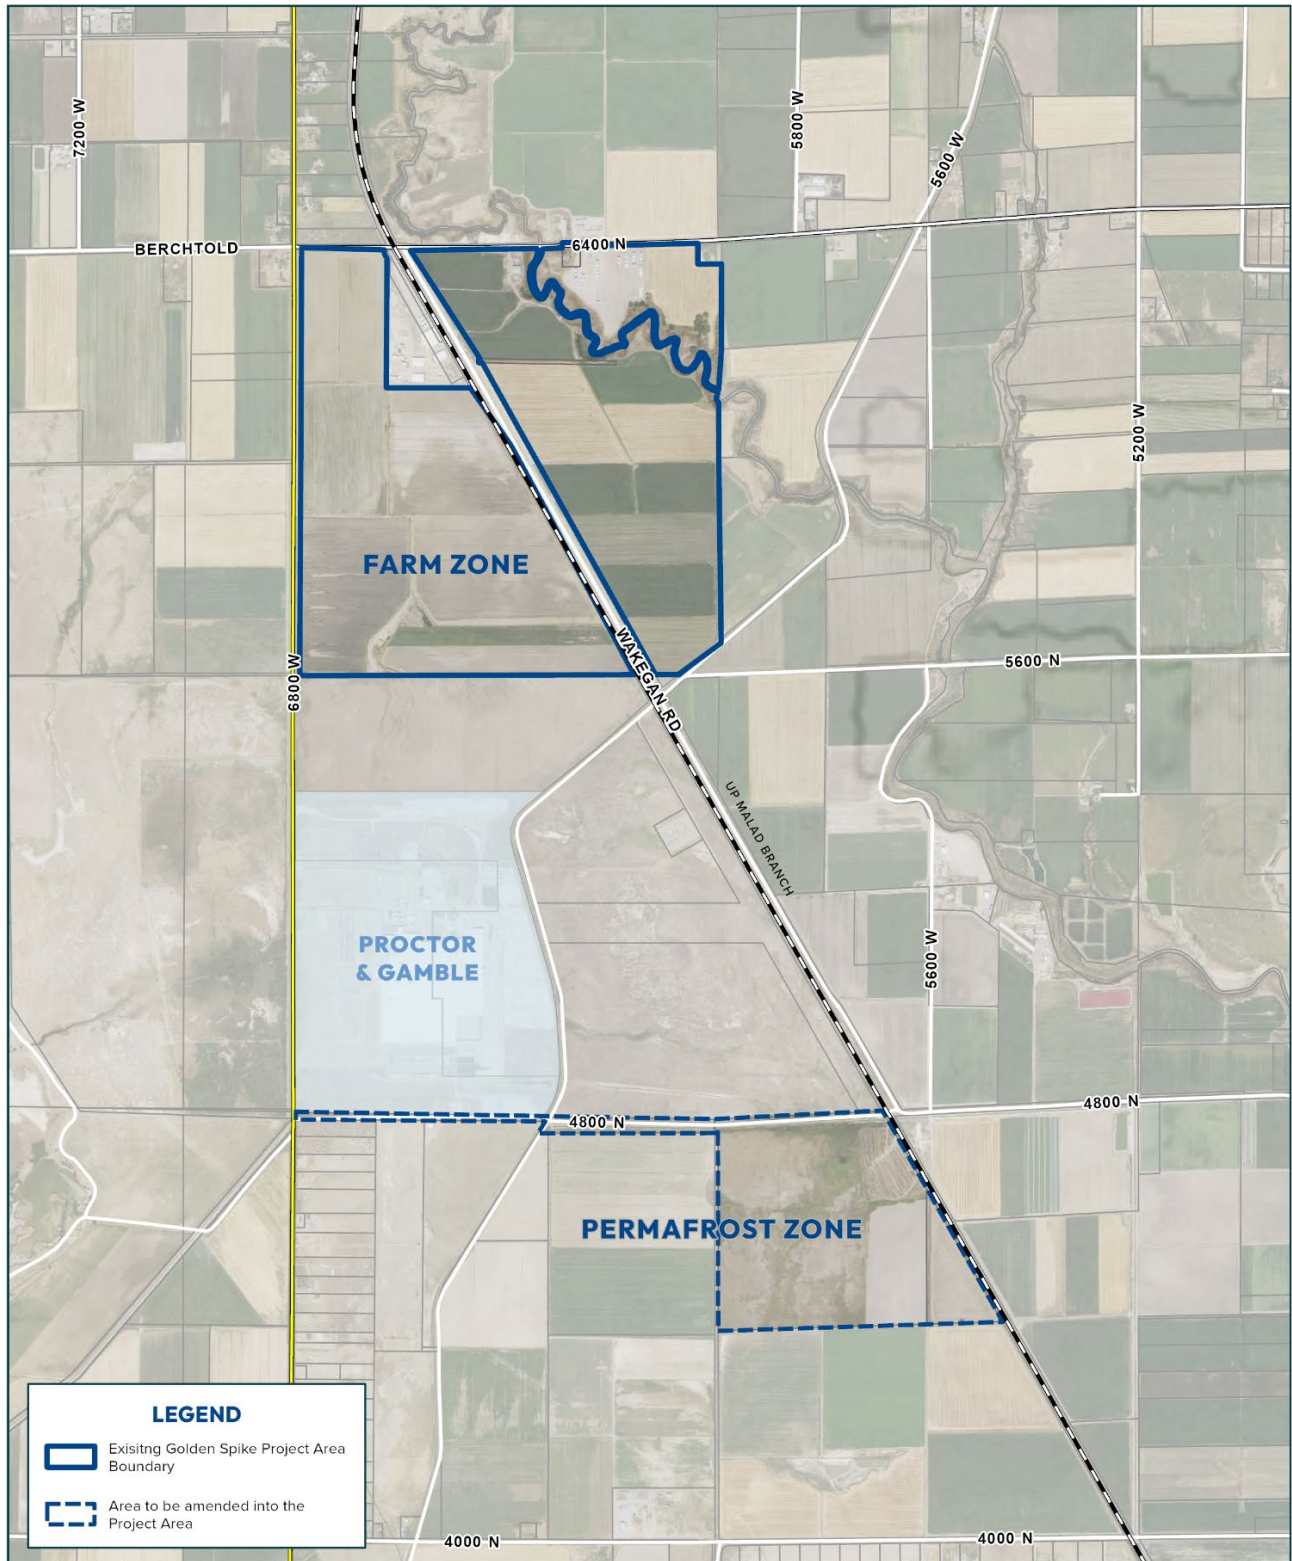 7200 W
5800 W
5600 W
BERCHTOLD
6400 N
5200 W
FARM ZONE
WAKEGAN RD
5600 N
6800 W
UP MALAD BRANCH
PROCTOR
& GAMBLE
5600 W
4800 N
4800 N
PERMAFROST ZONE
LEGEND
Exisitng Golden Spike Project Area
Boundary
Area to be amended into the
Project Area
4000 N
4000 N